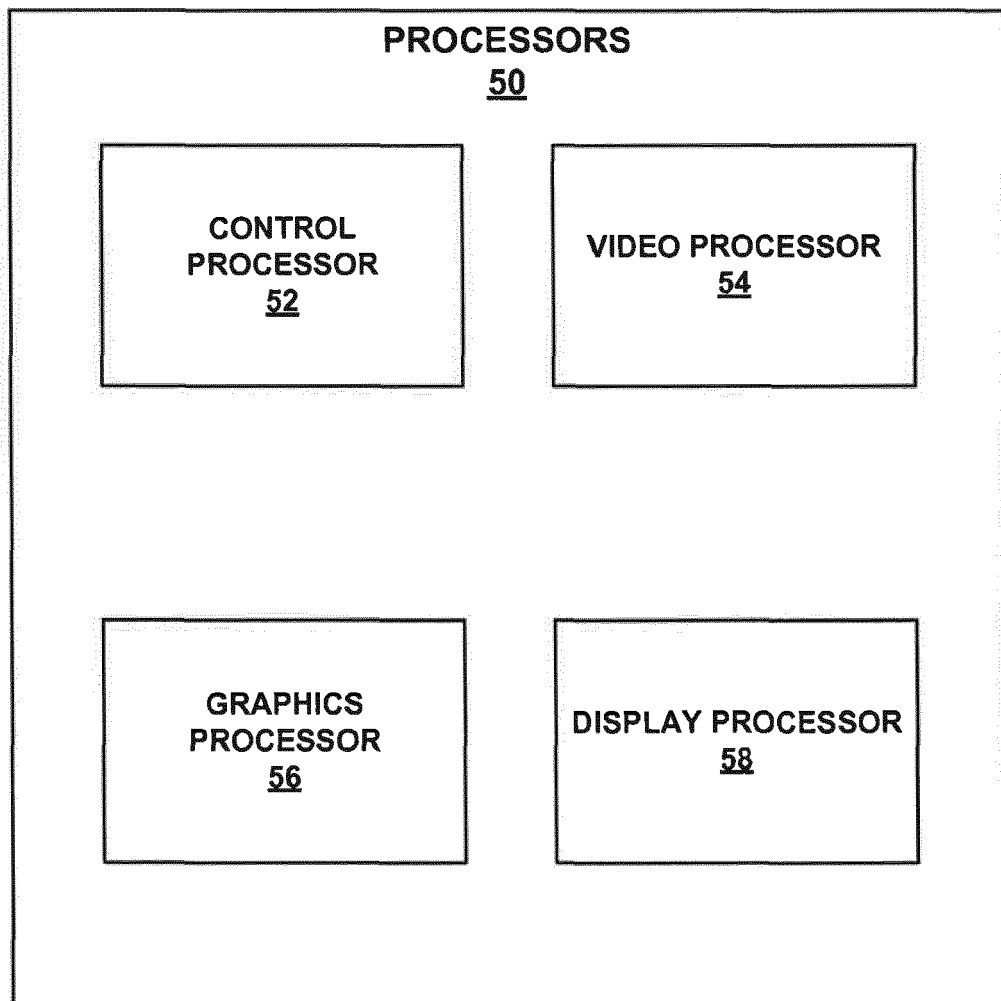 PROCESSORS
50
CONTROL
PROCESSOR
52
VIDEO PROCESSOR
54
GRAPHICS
PROCESSOR
56
DISPLAY PROCESSOR
58